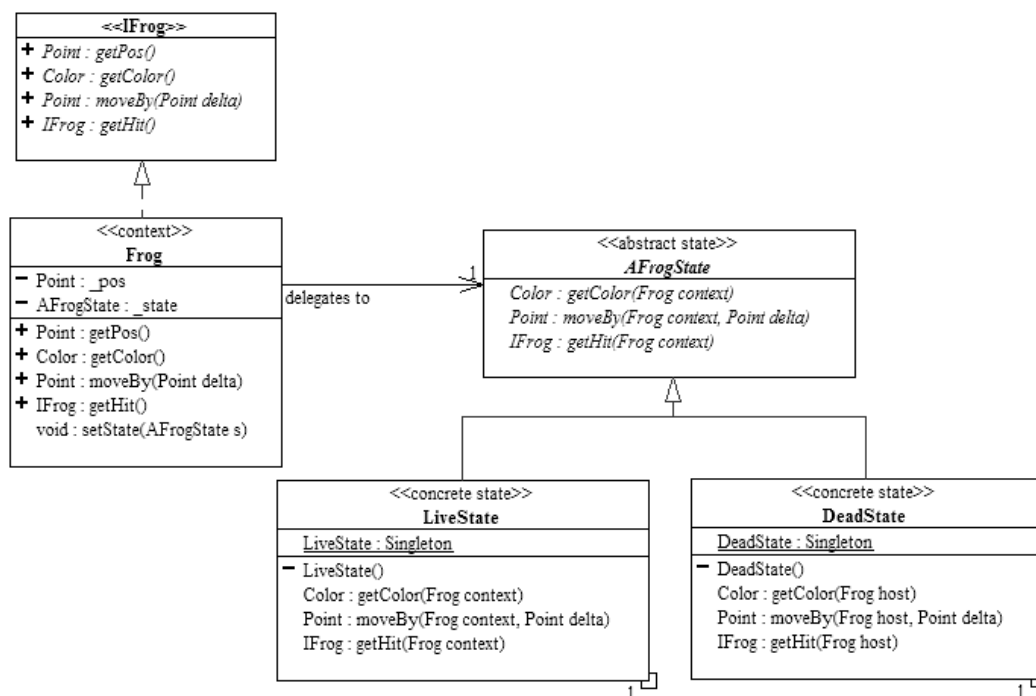 <<IFrog>>
+ Point : getPos()
+ Color : getColor()
+ Point : moveBy(Point delta)
+ IFrog : getHit()
<<context>>
Frog
- Point : _pos
- AFrogState : _state
+ Point : getPos()
+ Color : getColor()
+ Point : moveBy(Point delta)
+ IFrog : getHit()
void : setState(AFrogState s)
delegates to
1
<<abstract state>>
AFrogState
Color : getColor(Frog context)
Point : moveBy(Frog context, Point delta)
IFrog : getHit(Frog context)
<<concrete state>>
LiveState
LiveState : Singleton
- LiveState()
Color : getColor(Frog context)
Point : moveBy(Frog context, Point delta)
IFrog : getHit(Frog context)
1
<<concrete state>>
DeadState
DeadState : Singleton
- DeadState()
Color : getColor(Frog host)
Point : moveBy(Frog host, Point delta)
IFrog : getHit(Frog host)
1